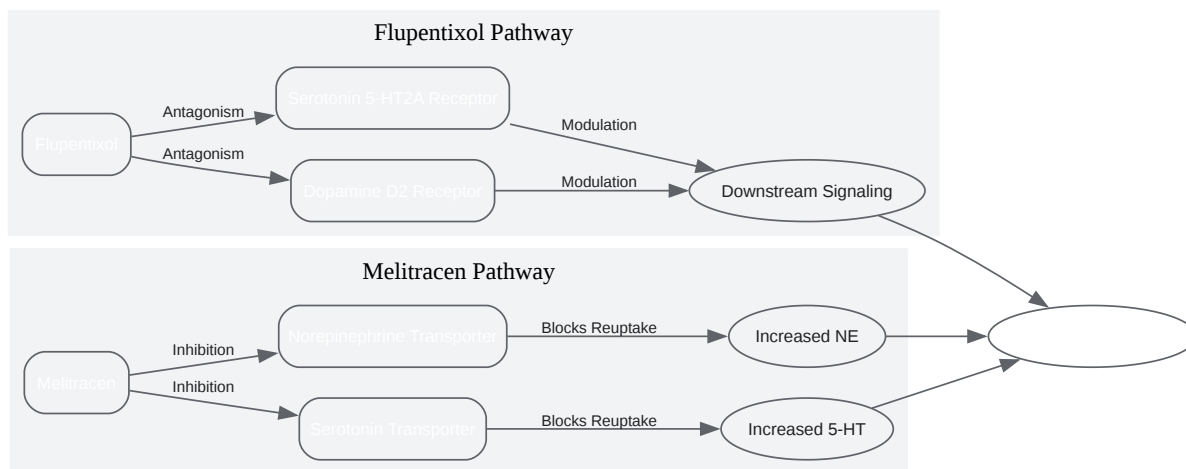 Flupentixol Pathway
Serotonin 5-HT2A Receptor
Antagonism
Modulation
Flupentixol
Antagonism
Dopamine D2 Receptor
Modulation
Downstream Signaling
Melitracen Pathway
Norepinephrine Transporter
Blocks Reuptake
Increased NE
Inhibition
Melitracen
Inhibition
Serotonin Transporter
Blocks Reuptake
Increased 5-HT